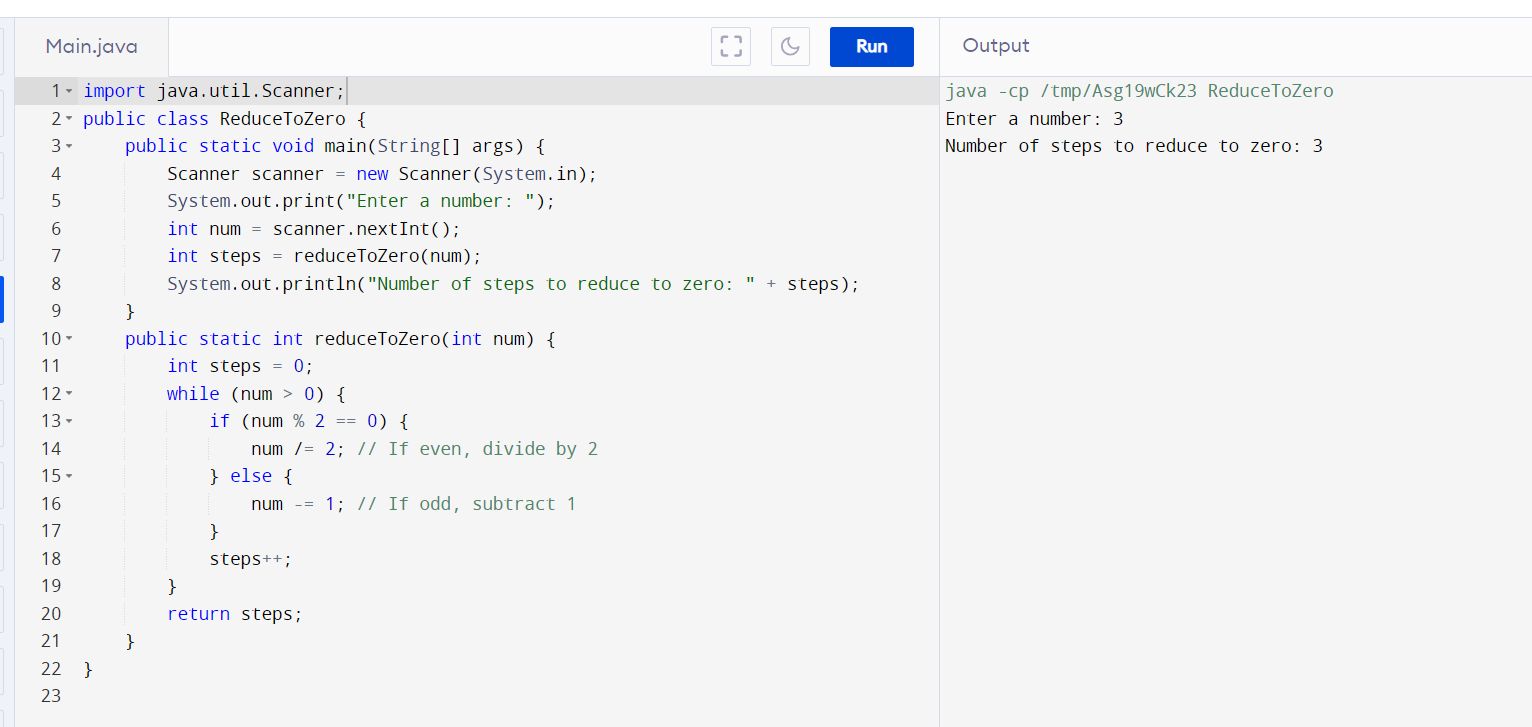 Main.java
Run
Output
1 import java.util.Scanner;
2 public class ReduceToZero {
3     public static void main(String[] args) {
4         Scanner scanner = new Scanner(System.in);
5         System.out.print("Enter a number: ");
6         int num = scanner.nextInt();
7         int steps = reduceToZero(num);
8         System.out.println("Number of steps to reduce to zero: " + steps);
9     }
10     public static int reduceToZero(int num) {
11         int steps = 0;
12         while (num > 0) {
13             if (num % 2 == 0) {
14                 num /= 2; // If even, divide by 2
15             } else {
16                 num -= 1; // If odd, subtract 1
17             }
18             steps++;
19         }
20         return steps;
21     }
22 }
23
java -cp /tmp/Asg19wCk23 ReduceToZero
Enter a number: 3
Number of steps to reduce to zero: 3